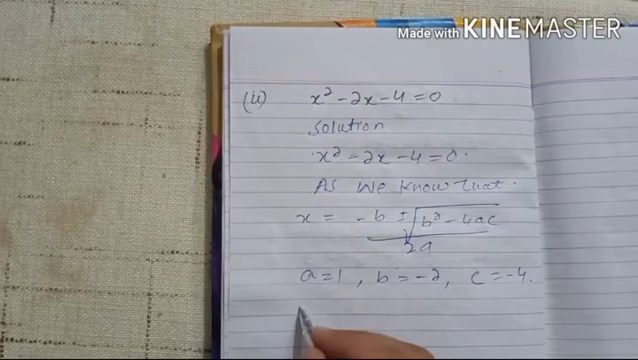 Made with KINEMASTER
(ii) x² - 2x - 4 = 0
Solution
x² - 2x - 4 = 0.
As we know that.
x = -b ± √b² - 4ac
2a
a = 1, b = -2, c = -4.